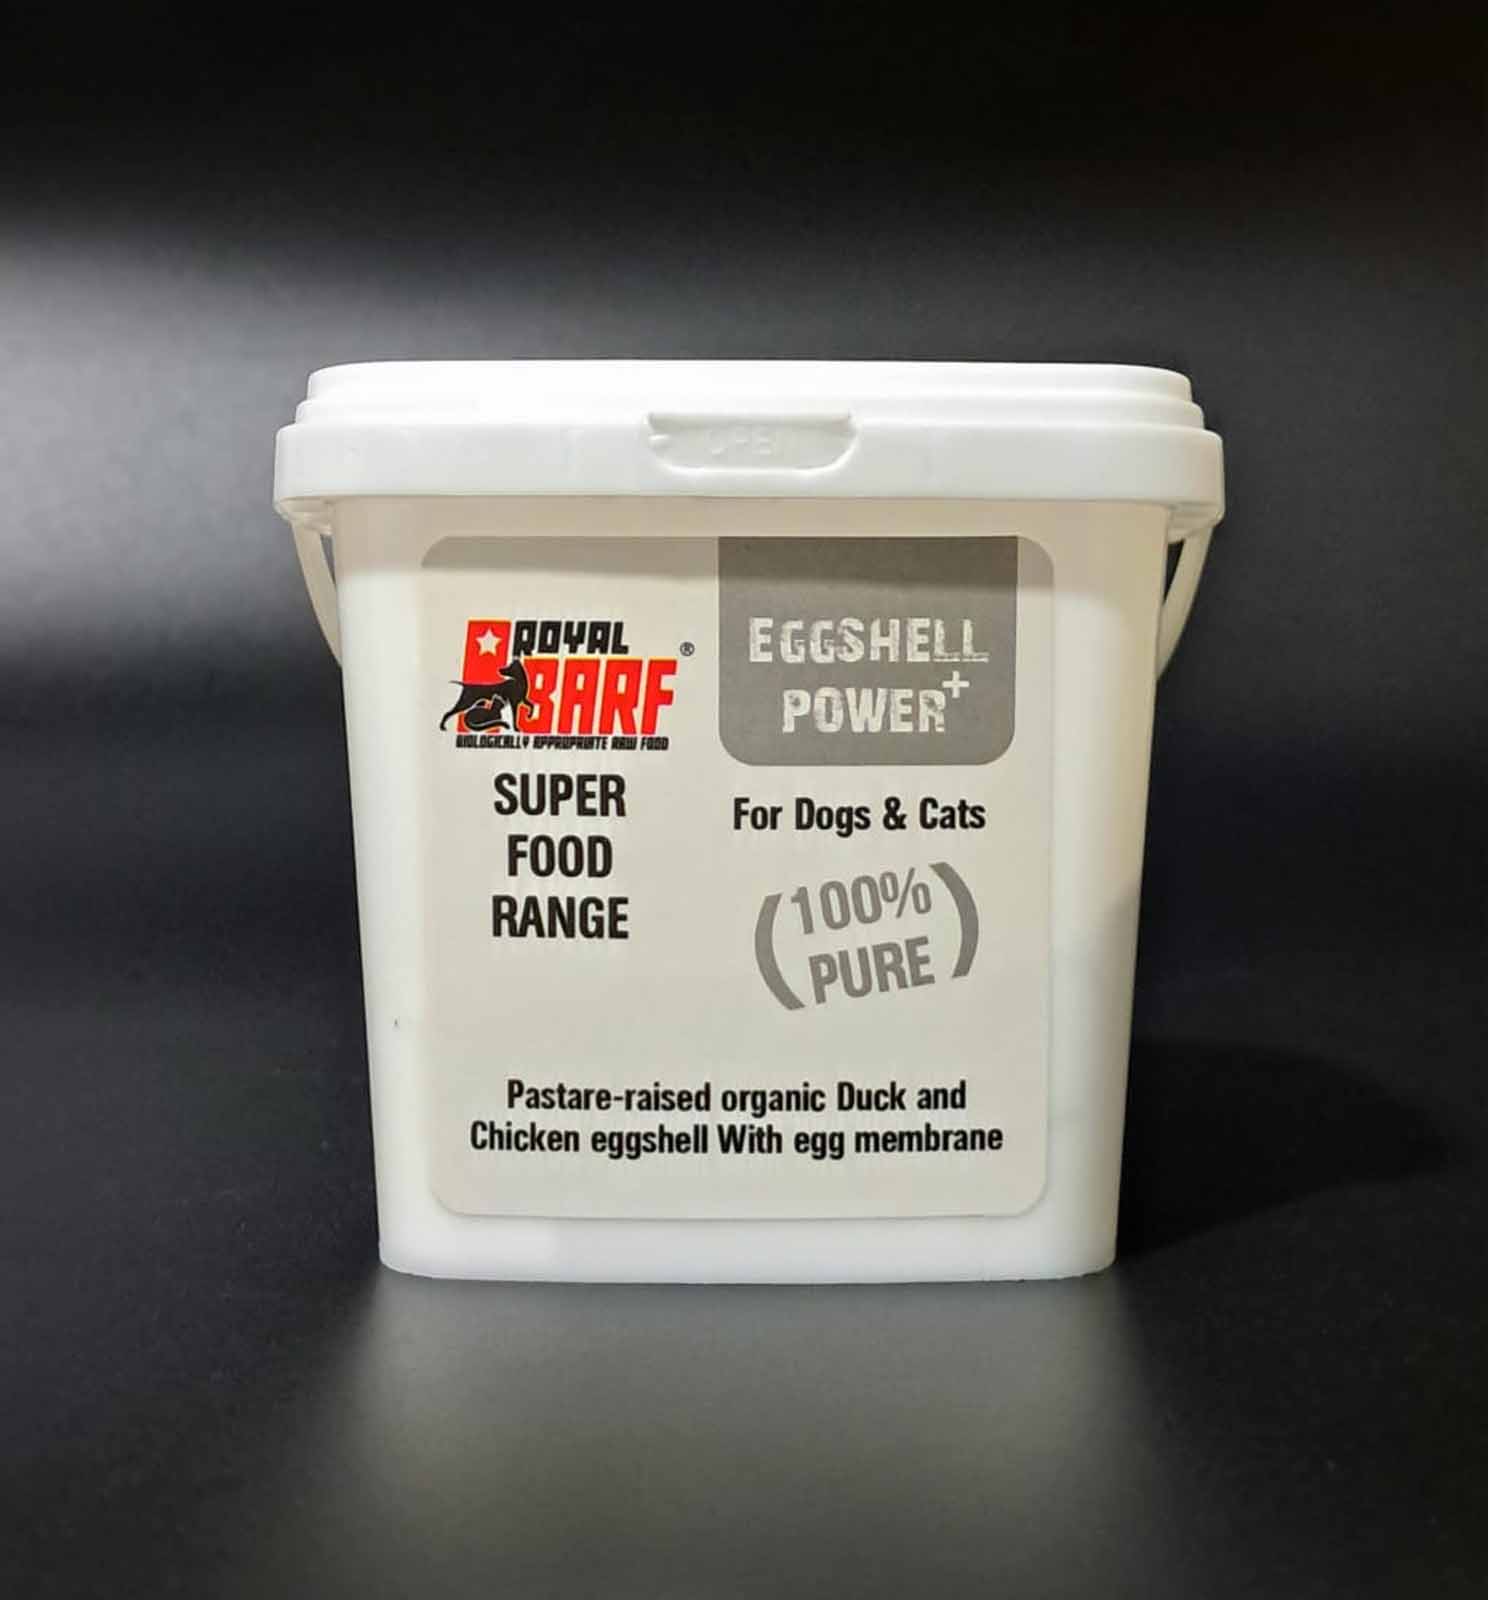 OPEN
ROYAL
BARF®
BIOLOGICALLY APPROPRIATE RAW FOOD
SUPER
FOOD
RANGE
EGGSHELL
POWER+
For Dogs & Cats
(100%
PURE)
Pastare-raised organic Duck and
Chicken eggshell With egg membrane